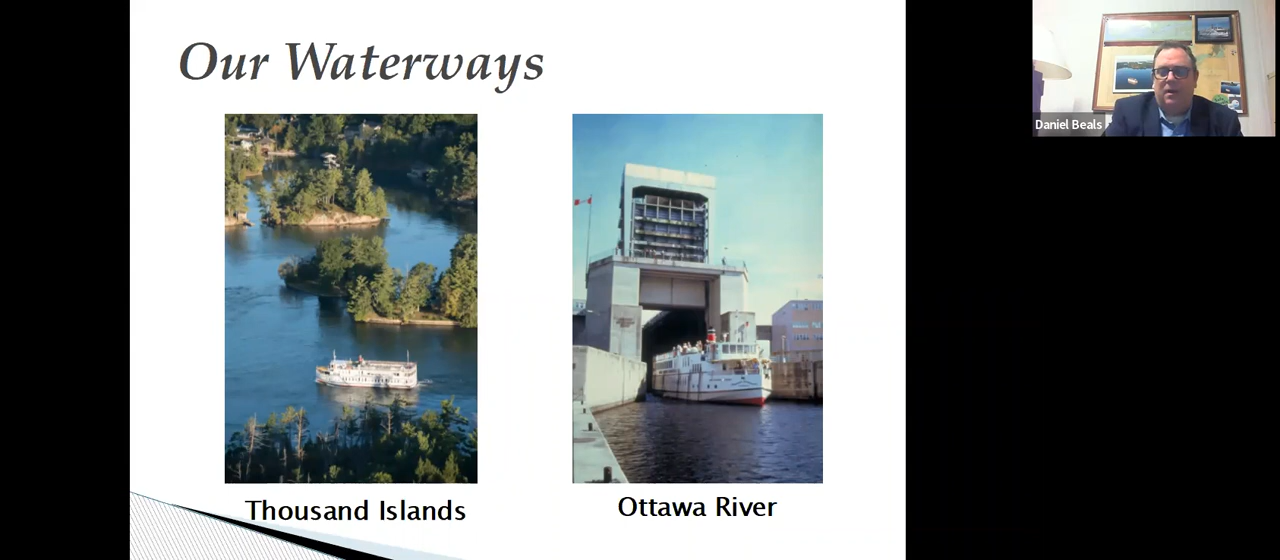 Our Waterways
Daniel Beals
Thousand Islands
Ottawa River